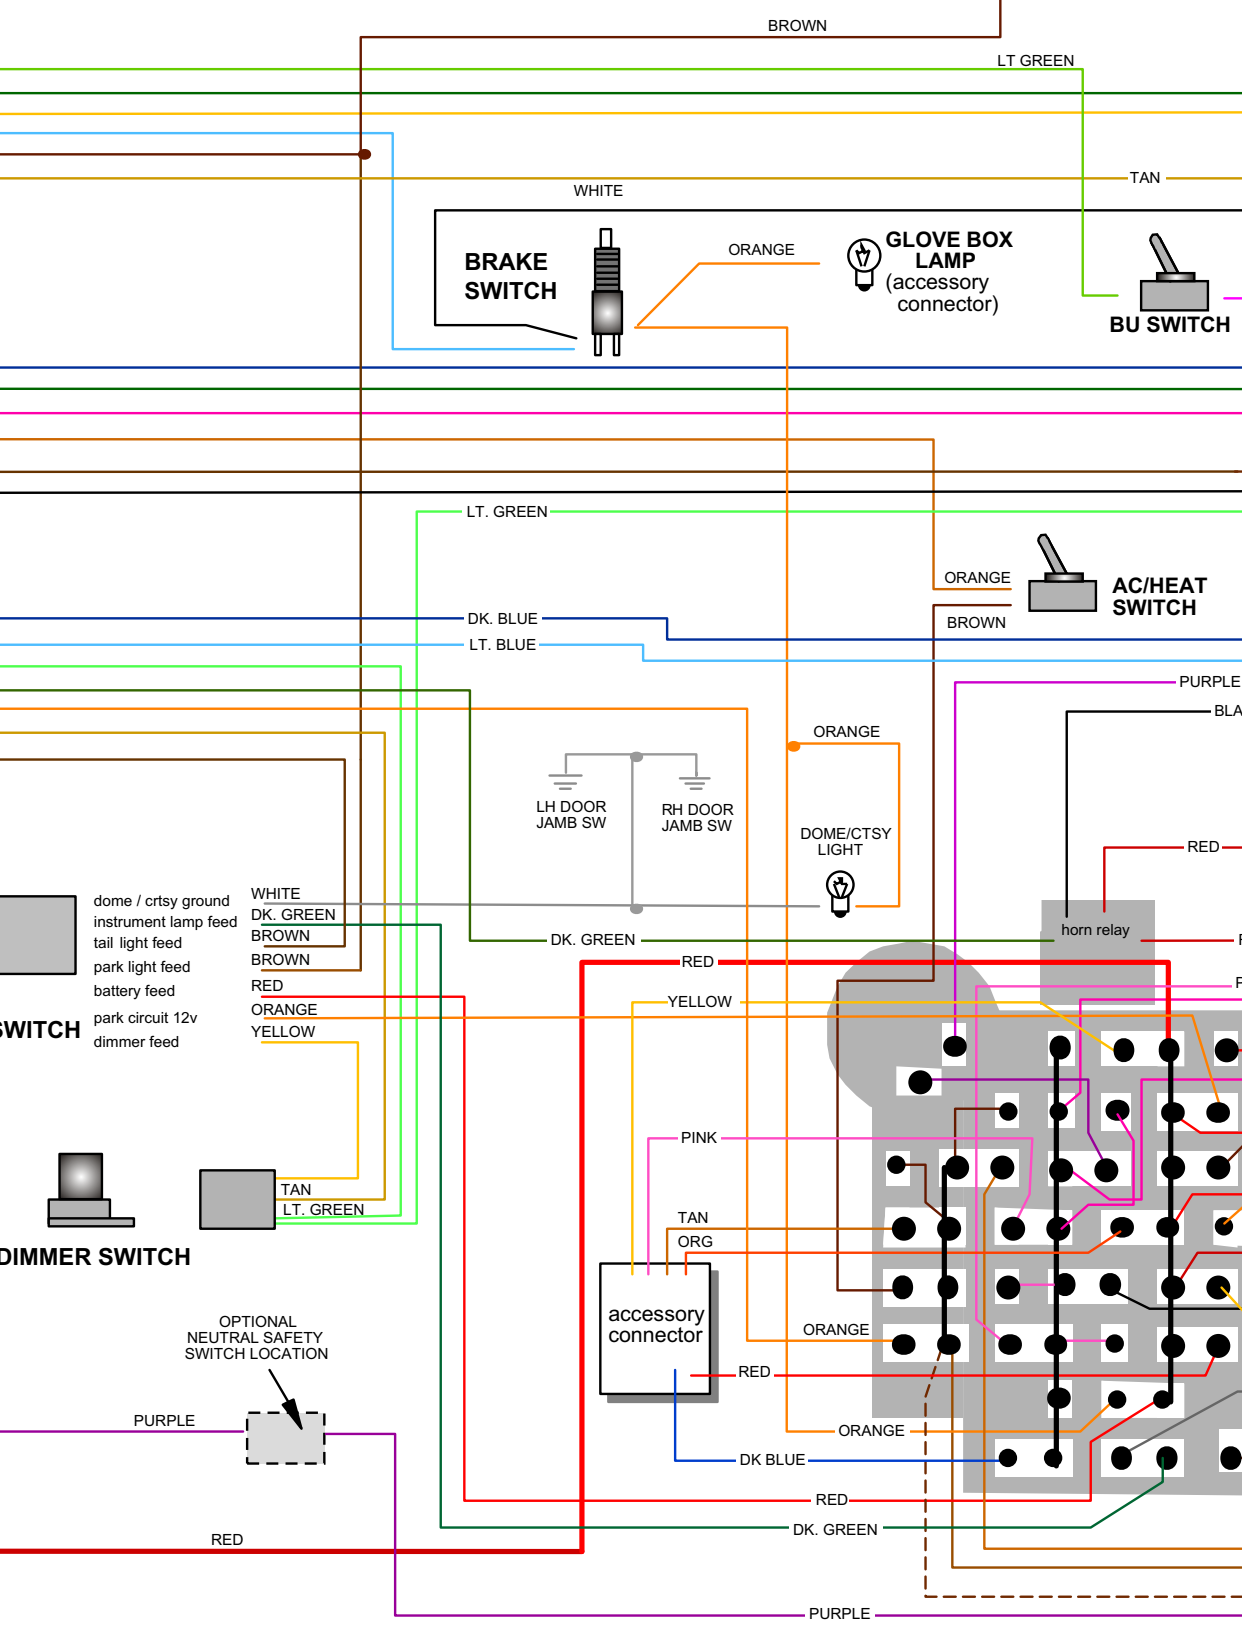 BROWN
LT GREEN
TAN
WHITE
BRAKE
SWITCH
ORANGE
GLOVE BOX
LAMP
(accessory
connector)
BU SWITCH
LT. GREEN
ORANGE
AC/HEAT
SWITCH
BROWN
DK. BLUE
LT. BLUE
PURPLE
BLA
ORANGE
LH DOOR
JAMB SW
RH DOOR
JAMB SW
DOME/CTSY
LIGHT
RED
dome / crtsy ground
WHITE
instrument lamp feed
DK. GREEN
tail light feed
BROWN
park light feed
BROWN
battery feed
RED
park circuit 12v
ORANGE
dimmer feed
YELLOW
SWITCH
horn relay
DK. GREEN
RED
YELLOW
PINK
TAN
LT. GREEN
DIMMER SWITCH
TAN
ORG
accessory
connector
OPTIONAL
NEUTRAL SAFETY
SWITCH LOCATION
ORANGE
RED
PURPLE
ORANGE
DK BLUE
RED
DK. GREEN
RED
PURPLE